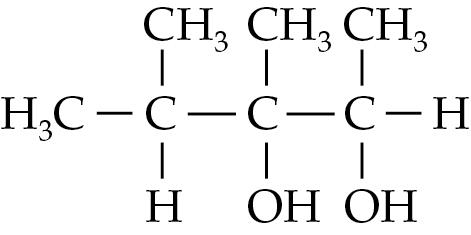 CH₃ CH₃ CH₃
H₃C — C — C — C — H
H OH OH